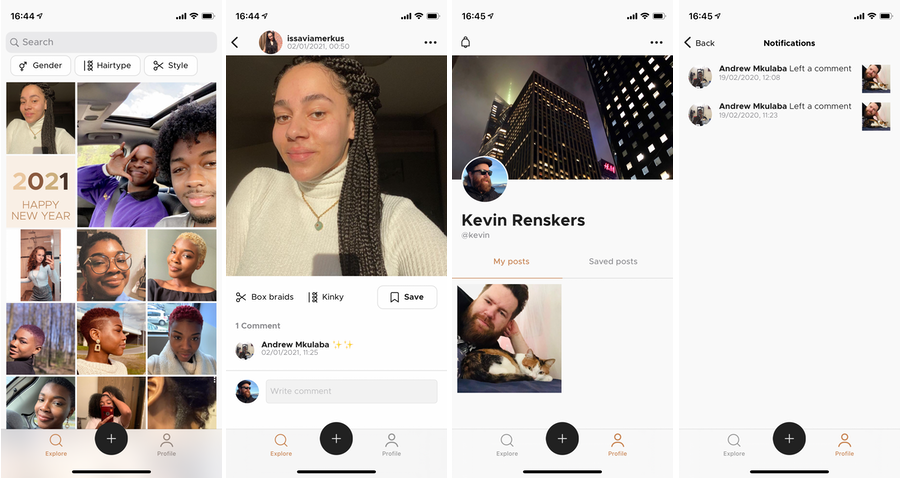 16:44
Search
Gender
Hairtype
Style
2021
HAPPY
NEW YEAR
Explore
+
Profile
16:44
issaviamerkus
02/01/2021, 00:50
Box braids
Kinky
Save
1 Comment
Andrew Mkulaba ✨✨
02/01/2021, 11:25
Write comment
Explore
+
Profile
16:45
H&M
Kevin Renskers
@kevin
My posts
Saved posts
Explore
+
Profile
16:45
Back
Notifications
Andrew Mkulaba Left a comment
19/02/2020, 12:08
Andrew Mkulaba Left a comment
19/02/2020, 11:23
Explore
+
Profile